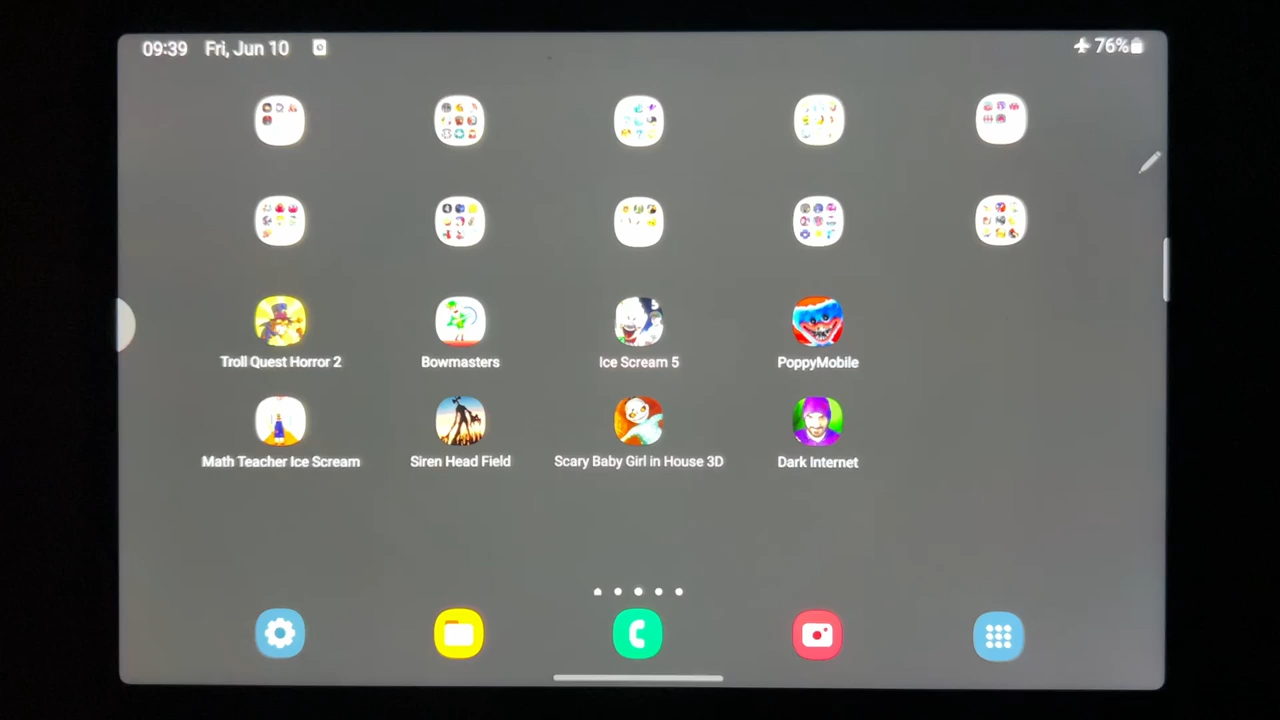 09:39 Fri, Jun 10 76%
Troll Quest Horror 2 Bowmasters Ice Scream 5 PoppyMobile
Math Teacher Ice Scream Siren Head Field Scary Baby Girl in House 3D Dark Internet